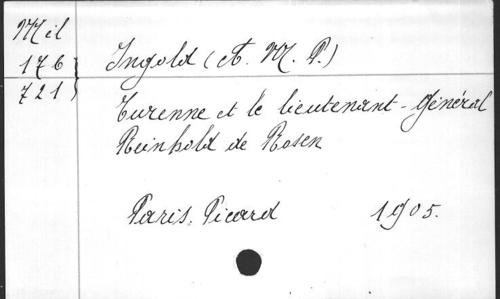 Mil
176
721
Ingold (A. M. P.)
Turenne et le lieutenant-général
Reinhold de Rosen
Paris, Picard 1905.